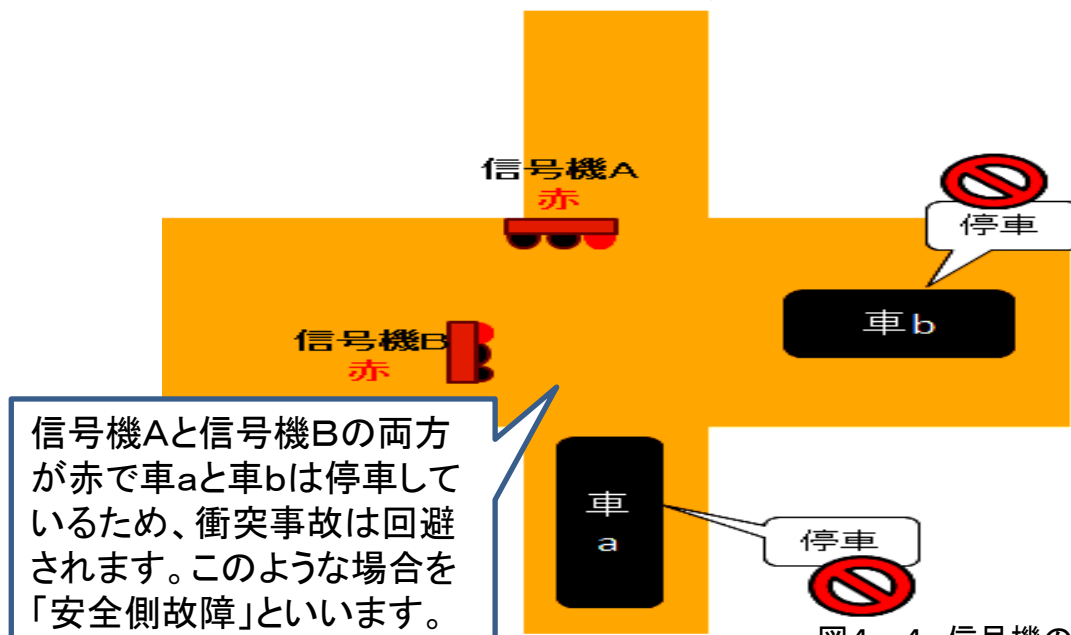 信号機A
赤
停車
車b
信号機B
赤
信号機Aと信号機Bの両方
が赤で車aと車bは停車して
いるため、衝突事故は回避
されます。このような場合を
「安全側故障」といいます。
車
a
停車